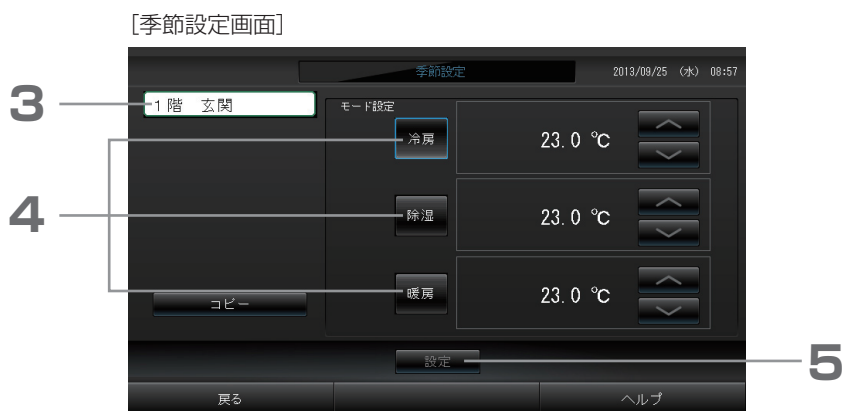 [季節設定画面]
季節設定 2013/09/25 (水) 08:57
3
1階 玄関
モード設定
冷房 23.0 ℃
4
除湿 23.0 ℃
暖房 23.0 ℃
コピー
設定
5
戻る ヘルプ